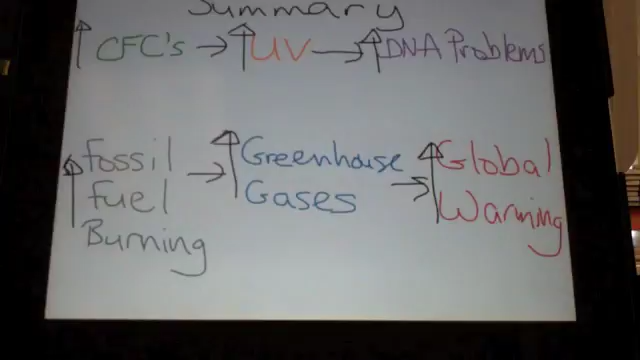 Summary
↑ CFC's → ↑ UV → ↑ DNA Problems
↑ Fossil Fuel Burning → ↑ Greenhouse Gases → ↑ Global Warming